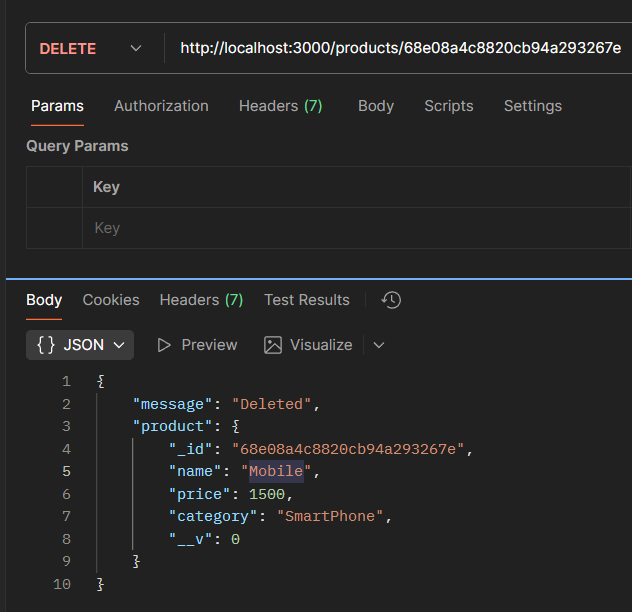 DELETE http://localhost:3000/products/68e08a4c8820cb94a293267e
Params Authorization Headers (7) Body Scripts Settings
Query Params
Key
Key
Body Cookies Headers (7) Test Results
{} JSON Preview Visualize
1 {
2 "message": "Deleted",
3 "product": {
4 "_id": "68e08a4c8820cb94a293267e",
5 "name": "Mobile",
6 "price": 1500,
7 "category": "SmartPhone",
8 "__v": 0
9 }
10 }